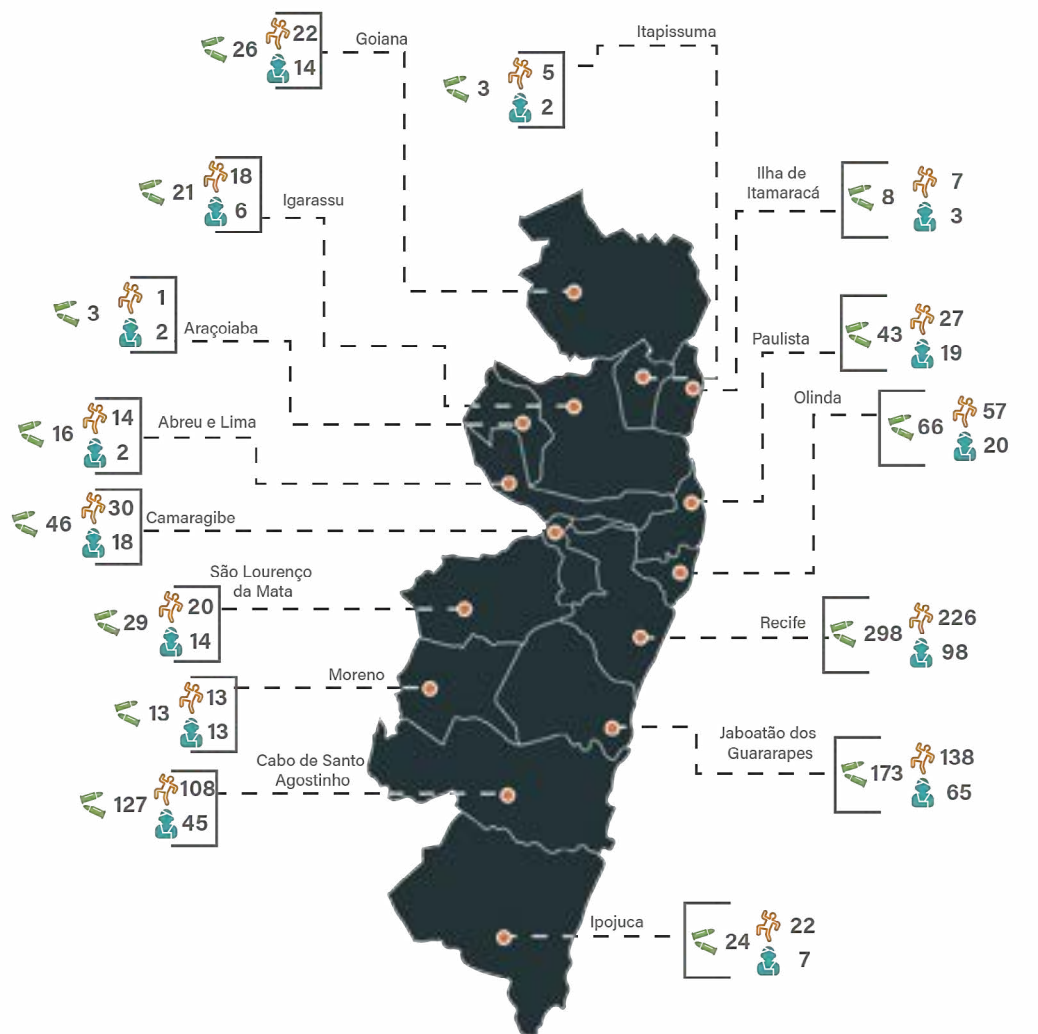 26
22
14
Goiana
3
5
2
Itapissuma
21
18
6
Igarassu
Ilha de
Itamaracá
8
7
3
3
1
2
Araçoiaba
Paulista
43
27
19
16
14
2
Abreu e Lima
Olinda
66
57
20
46
30
18
Camaragibe
São Lourenço
da Mata
29
20
14
Recife
298
226
98
Moreno
13
13
13
Jaboatão dos
Guararapes
173
138
65
Cabo de Santo
Agostinho
127
108
45
Ipojuca
24
22
7